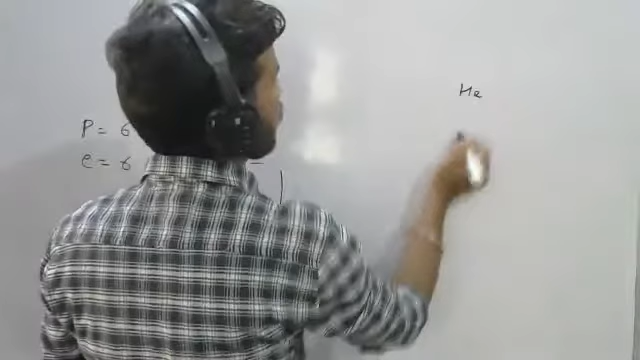 P = 6
e = 6
He